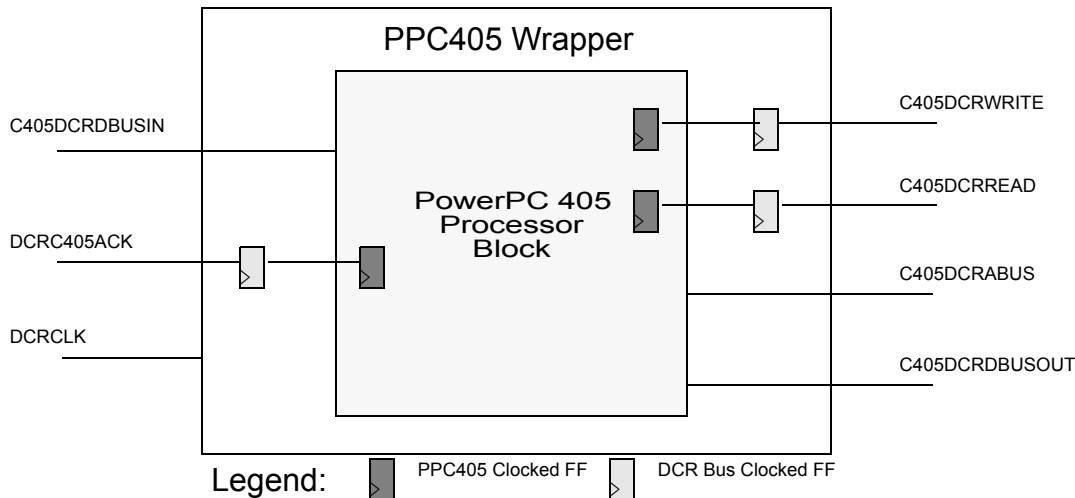 PPC405 Wrapper
C405DCRWRITE
C405DCRDBUSIN
C405DCRREAD
PowerPC 405
Processor
Block
DCRC405ACK
C405DCRABUS
DCRCLK
C405DCRDBUSOUT
Legend:
PPC405 Clocked FF
DCR Bus Clocked FF